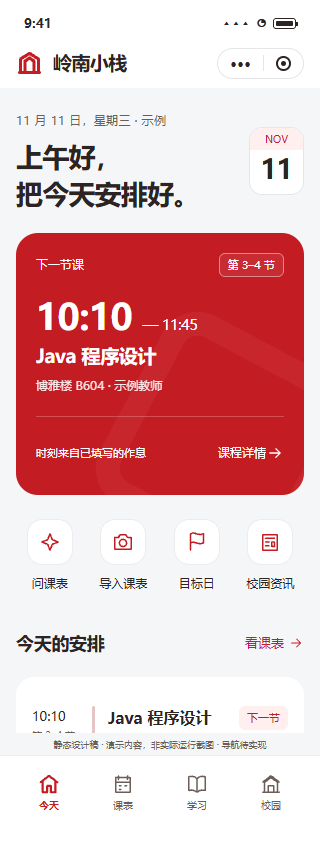 9:41
岭南小栈
11 月 11 日，星期三 · 示例
上午好，
把今天安排好。
NOV
11
下一节课
第 3–4 节
10:10 — 11:45
Java 程序设计
博雅楼 B604 · 示例教师
时刻来自已填写的作息
课程详情 →
问课表
导入课表
目标日
校园资讯
今天的安排
看课表 →
10:10
Java 程序设计
下一节
静态设计稿 · 演示内容，非实际运行截图 · 导航待实现
今天
课表
学习
校园